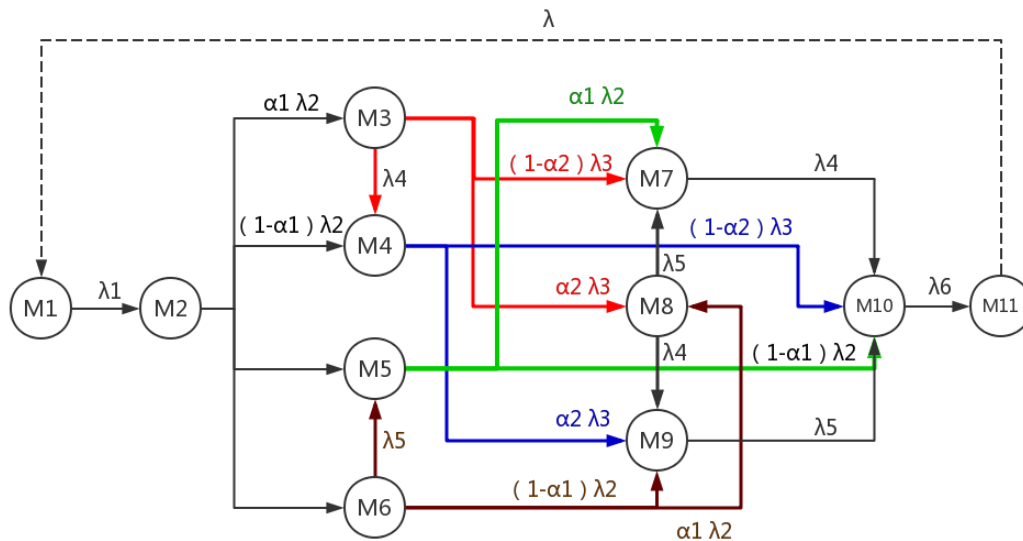 λ
α1 λ2
M3
α1 λ2
( 1-α2 ) λ3
M7
λ4
λ4
( 1-α1 ) λ2
M4
( 1-α2 ) λ3
λ5
M1
λ1
M2
α2 λ3
M8
M10
λ6
M11
λ4
( 1-α1 ) λ2
M5
α2 λ3
M9
λ5
λ5
M6
( 1-α1 ) λ2
α1 λ2